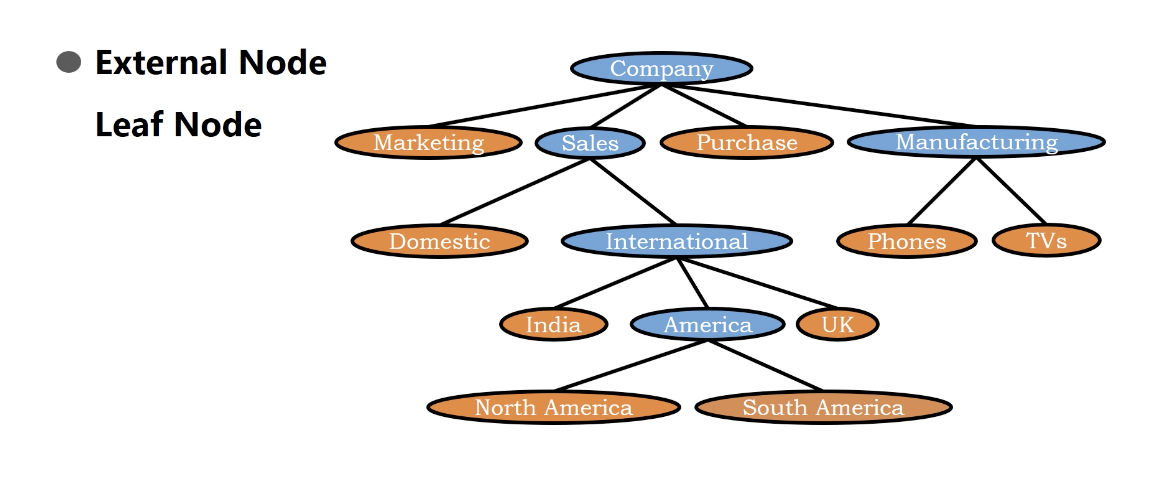 External Node
Leaf Node
Company
Marketing
Sales
Purchase
Manufacturing
Domestic
International
Phones
TVs
India
America
UK
North America
South America